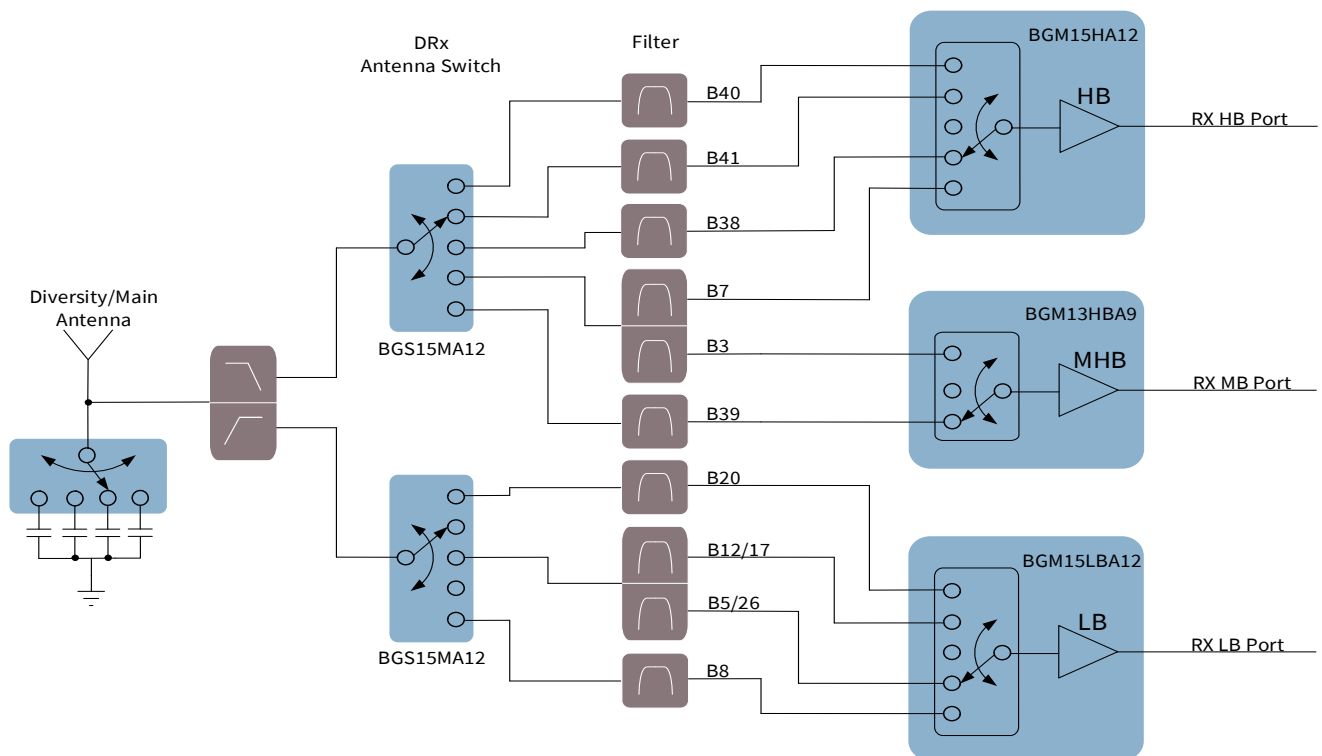 DRx
Antenna Switch
Filter
BGM15HA12
B40
HB
RX HB Port
B41
B38
Diversity/Main
Antenna
B7
BGM13HBA9
BGS15MA12
B3
MHB
RX MB Port
B39
B20
B12/17
BGM15LBA12
B5/26
LB
RX LB Port
BGS15MA12
B8